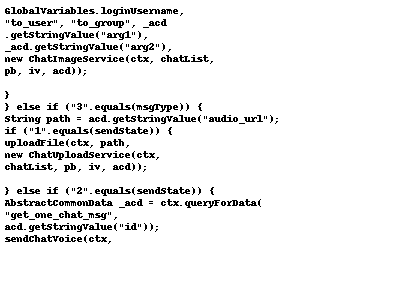 GlobalVariables.loginUsername,
"to_user", "to_group", _acd
.getStringValue("arg1"),
_acd.getStringValue("arg2"),
new ChatImageService(ctx, chatList,
pb, iv, acd));

}
} else if ("3".equals(msgType)) {
String path = acd.getStringValue("audio_url");
if ("1".equals(sendState)) {
uploadFile(ctx, path,
new ChatUploadService(ctx,
chatList, pb, iv, acd));

} else if ("2".equals(sendState)) {
AbstractCommonData _acd = ctx.queryForData(
"get_one_chat_msg",
acd.getStringValue("id"));
sendChatVoice(ctx,